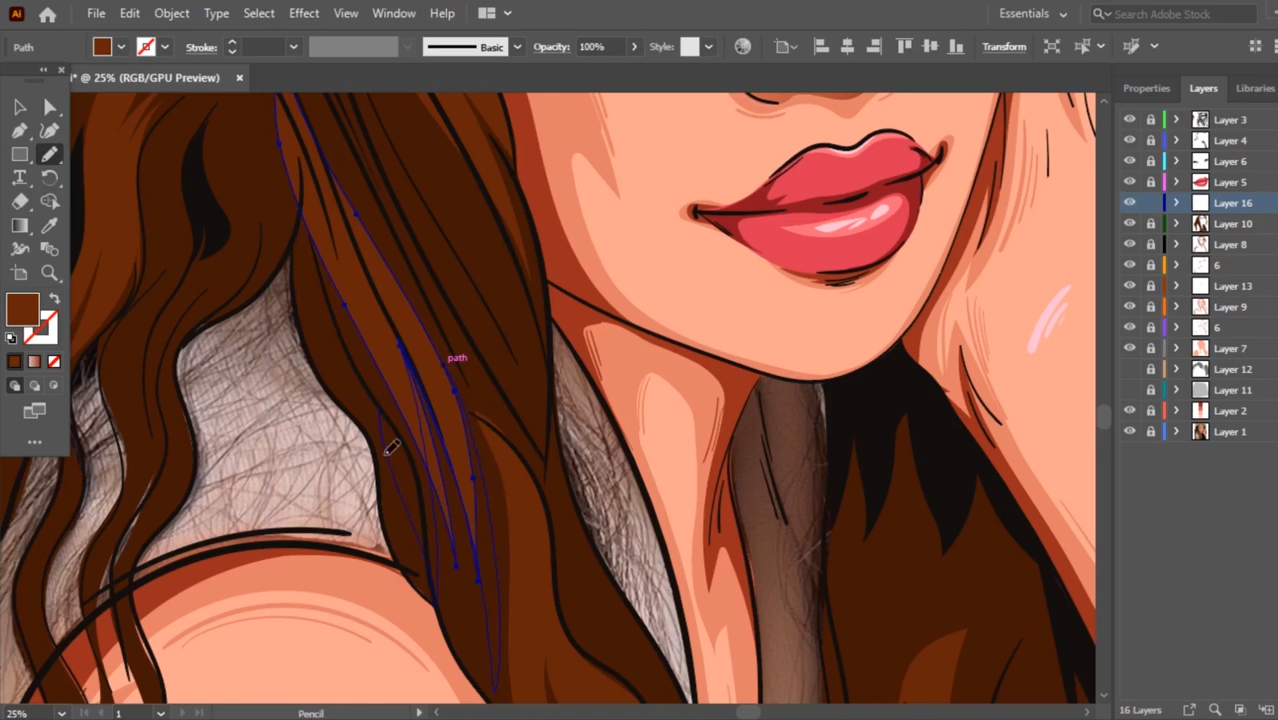 Ai File Edit Object Type Select Effect View Window Help Essentials Search Adobe Stock
Path Stroke: Basic Opacity: 100% Style: Transform
i* @ 25% (RGB/GPU Preview) ×
Properties Layers Libraries
Layer 3
Layer 4
Layer 6
Layer 5
Layer 16
Layer 10
Layer 8
6
Layer 13
Layer 9
6
Layer 7
Layer 12
Layer 11
Layer 2
Layer 1
path
25% 1 Pencil 16 Layers